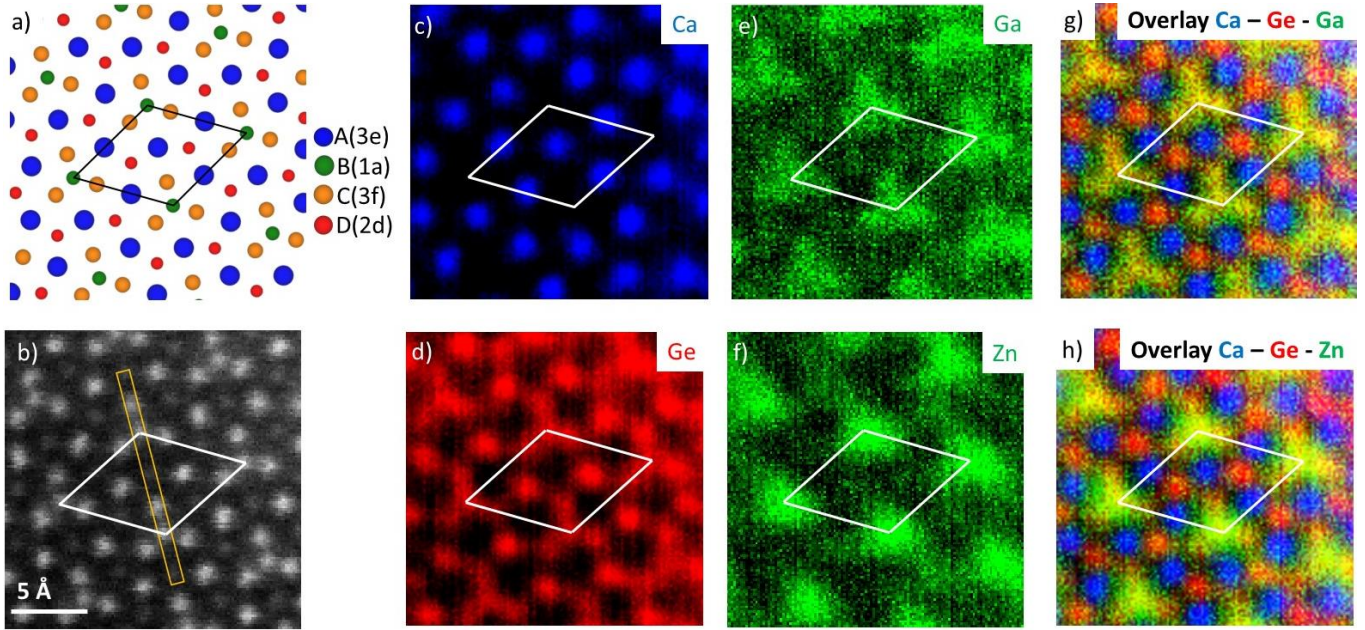 a)
A(3e)
B(1a)
C(3f)
D(2d)
b)
5 Å
c)
Ca
d)
Ge
e)
Ga
f)
Zn
g)
Overlay Ca – Ge - Ga
h)
Overlay Ca – Ge - Zn